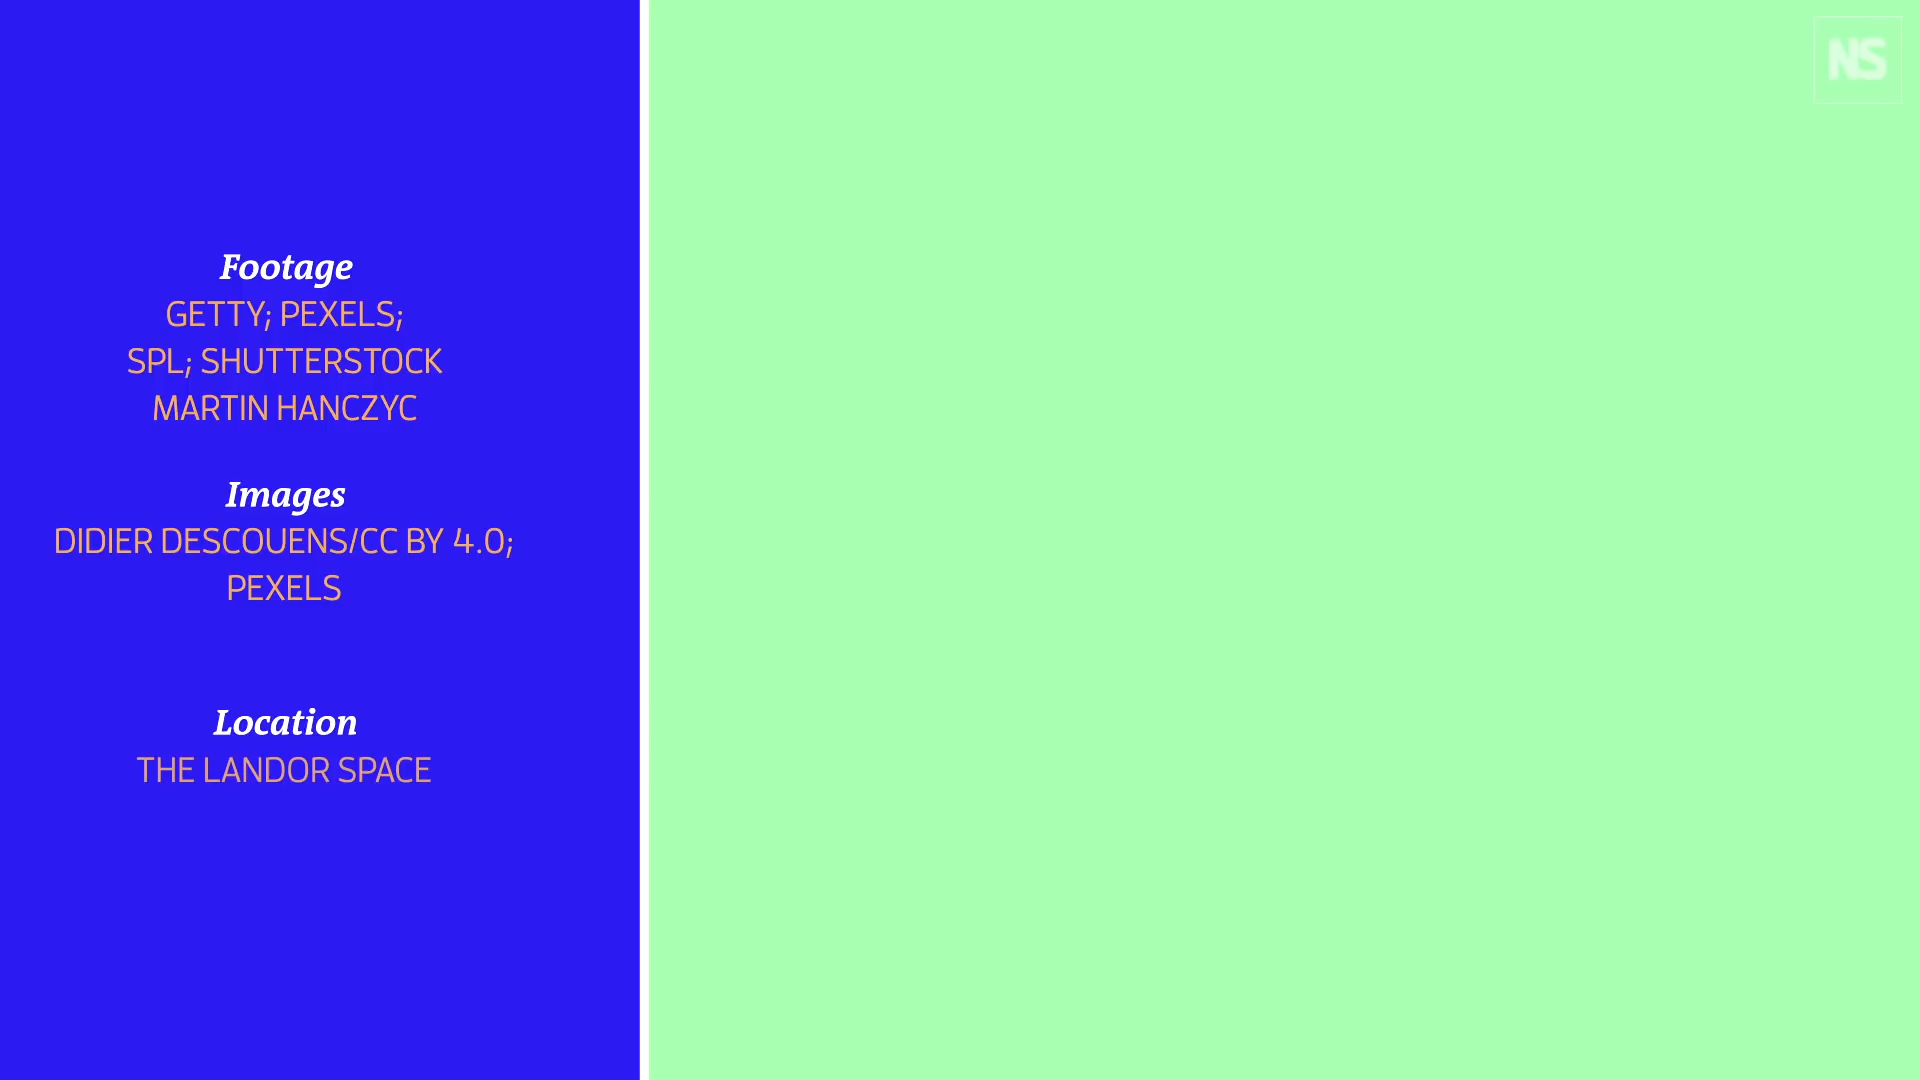 Footage
GETTY; PEXELS;
SPL; SHUTTERSTOCK
MARTIN HANCZYC
Images
DIDIER DESCOUENS/CC BY 4.0;
PEXELS
Location
THE LANDOR SPACE
NS